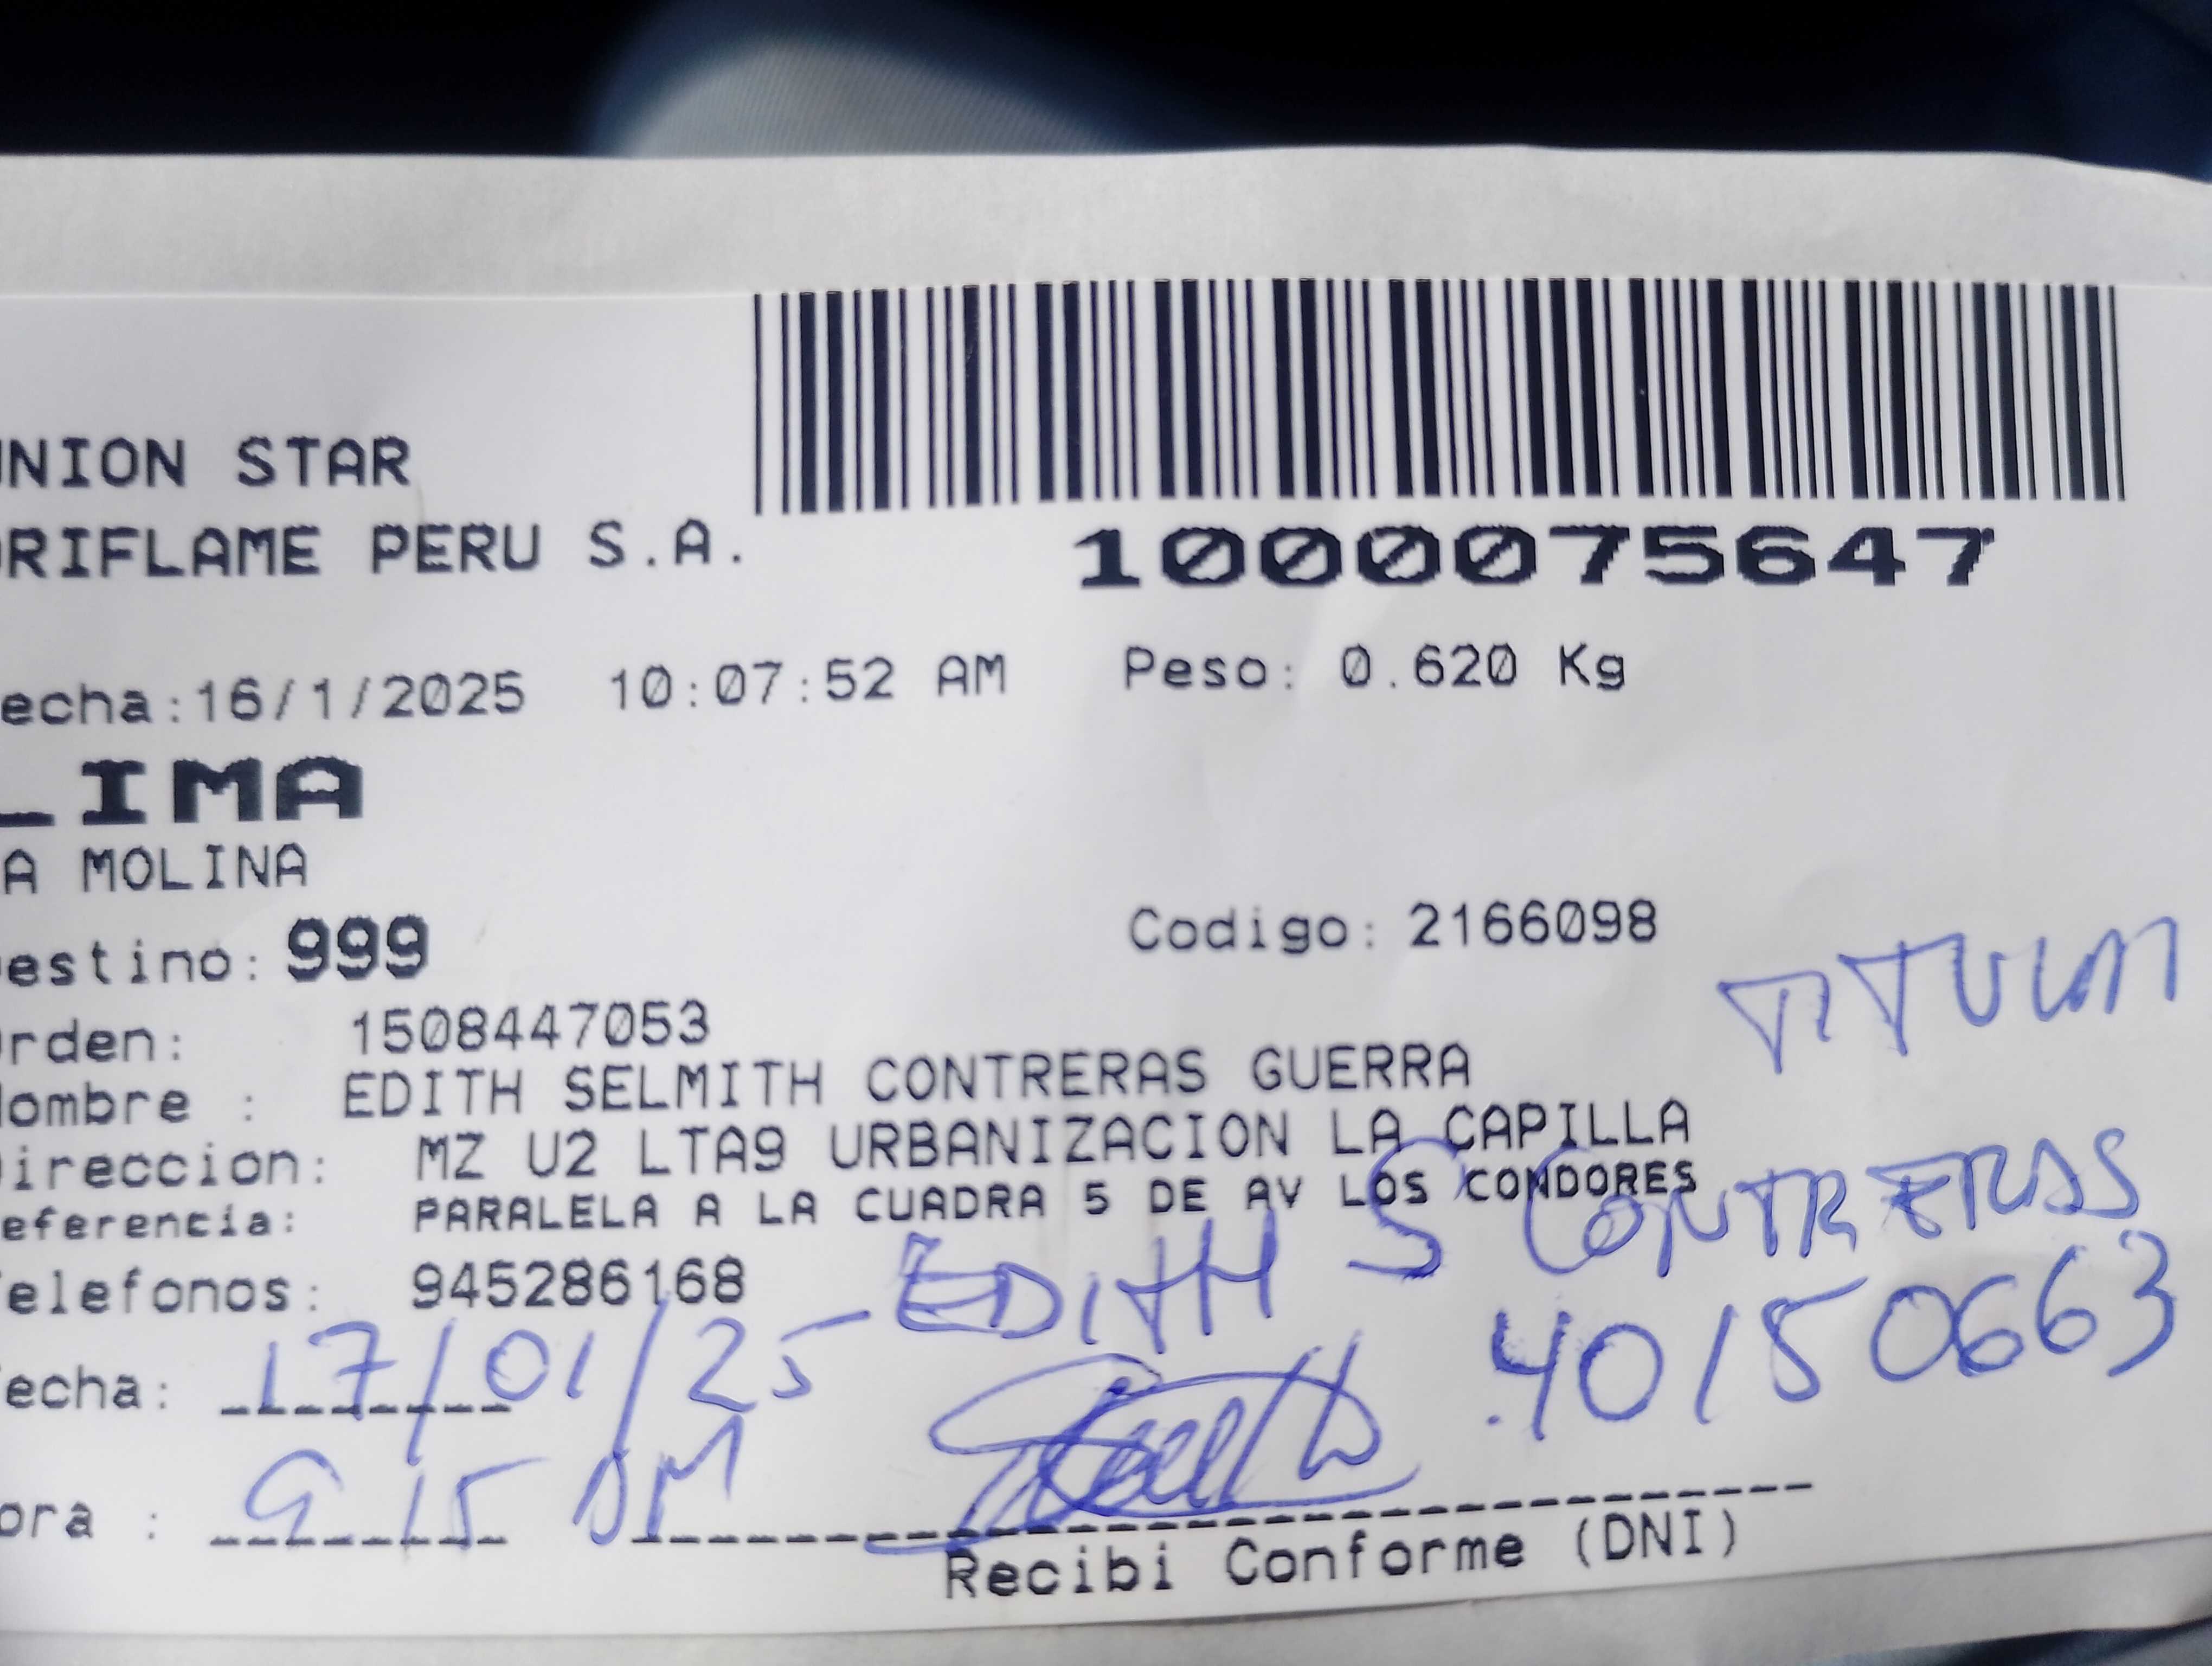 NION STAR
RIFLAME PERU S.A.
1000075647
echa:16/1/2025 10:07:52 AM Peso: 0.620 Kg
LIMA
A MOLINA
estino: 999 Codigo: 2166098
rden: 1508447053
ombre : EDITH SELMITH CONTRERAS GUERRA
ireccion: MZ U2 LTA9 URBANIZACION LA CAPILLA
eferencia: PARALELA A LA CUADRA 5 DE AV LOS CONDORES
elefonos: 945286168
EDITH S CONTRERAS
echa: 17/01/25 40150663
ora : 9 15 AM
Recibi Conforme (DNI)